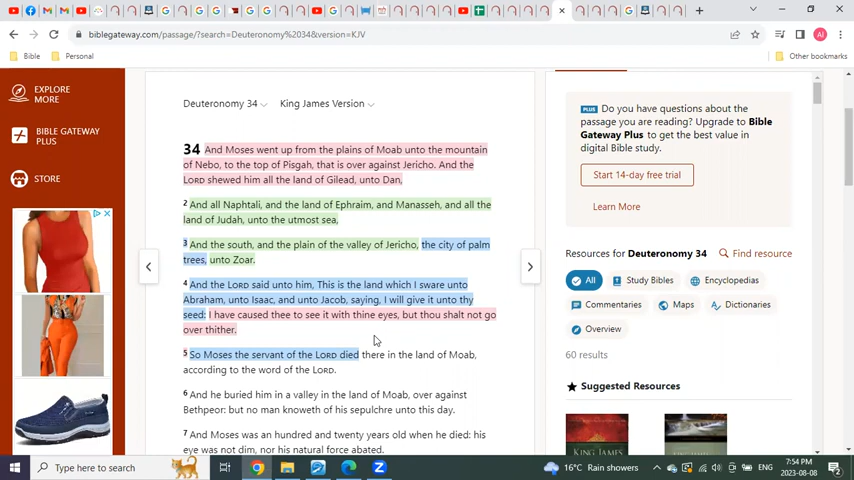 biblegateway.com/passage/?search=Deuteronomy%2034&version=KJV
Bible
Personal
Other bookmarks
EXPLORE
MORE
BIBLE GATEWAY
PLUS
STORE
Deuteronomy 34
King James Version
34 And Moses went up from the plains of Moab unto the mountain
of Nebo, to the top of Pisgah, that is over against Jericho. And the
LORD shewed him all the land of Gilead, unto Dan,
2 And all Naphtali, and the land of Ephraim, and Manasseh, and all the
land of Judah, unto the utmost sea,
3 And the south, and the plain of the valley of Jericho, the city of palm
trees, unto Zoar.
4 And the LORD said unto him, This is the land which I sware unto
Abraham, unto Isaac, and unto Jacob, saying, I will give it unto thy
seed: I have caused thee to see it with thine eyes, but thou shalt not go
over thither.
5 So Moses the servant of the LORD died there in the land of Moab,
according to the word of the LORD.
6 And he buried him in a valley in the land of Moab, over against
Bethpeor: but no man knoweth of his sepulchre unto this day.
7 And Moses was an hundred and twenty years old when he died: his
eye was not dim, nor his natural force abated.
PLUS Do you have questions about the
passage you are reading? Upgrade to Bible
Gateway Plus to get the best value in
digital Bible study.
Start 14-day free trial
Learn More
Resources for Deuteronomy 34
Find resource
All
Study Bibles
Encyclopedias
Commentaries
Maps
Dictionaries
Overview
60 results
Suggested Resources
KING JAMES
Type here to search
16°C Rain showers
ENG
7:54 PM
2023-08-08
2